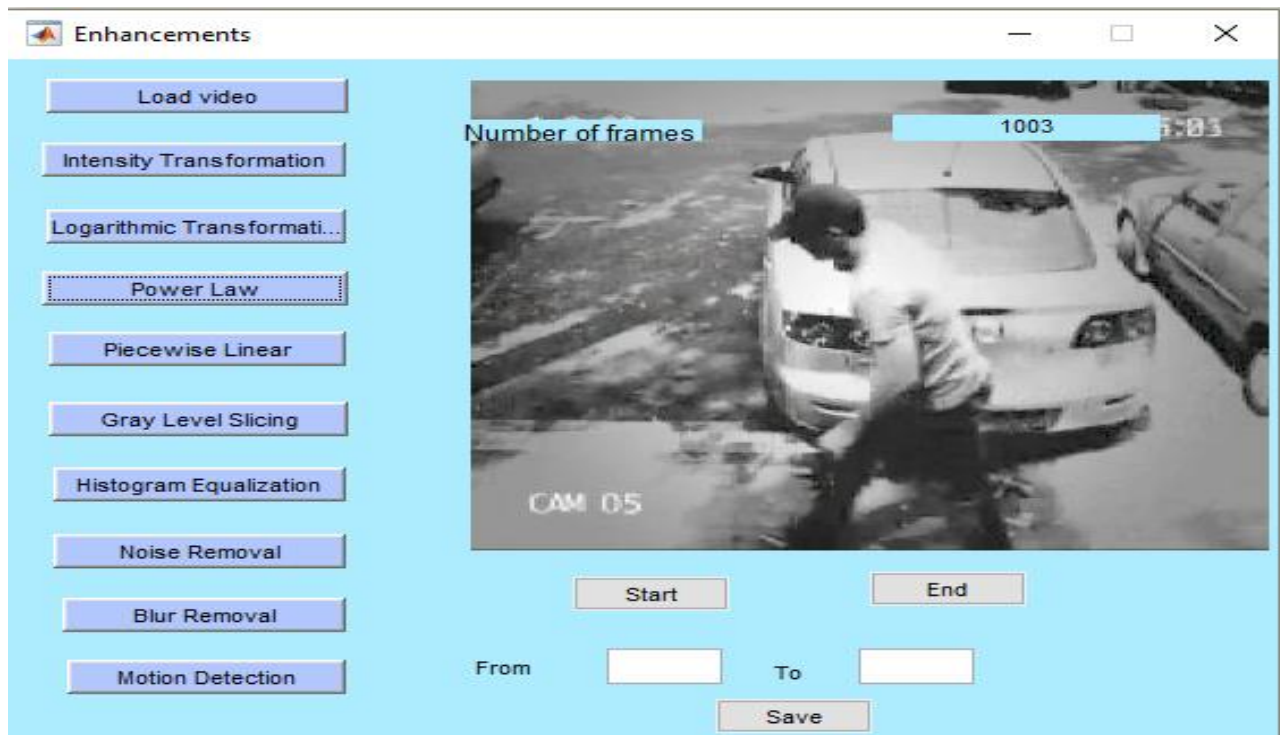 Enhancements
Load video
Intensity Transformation
Logarithmic Transformati...
Power Law
Piecewise Linear
Gray Level Slicing
Histogram Equalization
Noise Removal
Blur Removal
Motion Detection
Number of frames
1003
:03
CAM 05
Start
End
From
To
Save